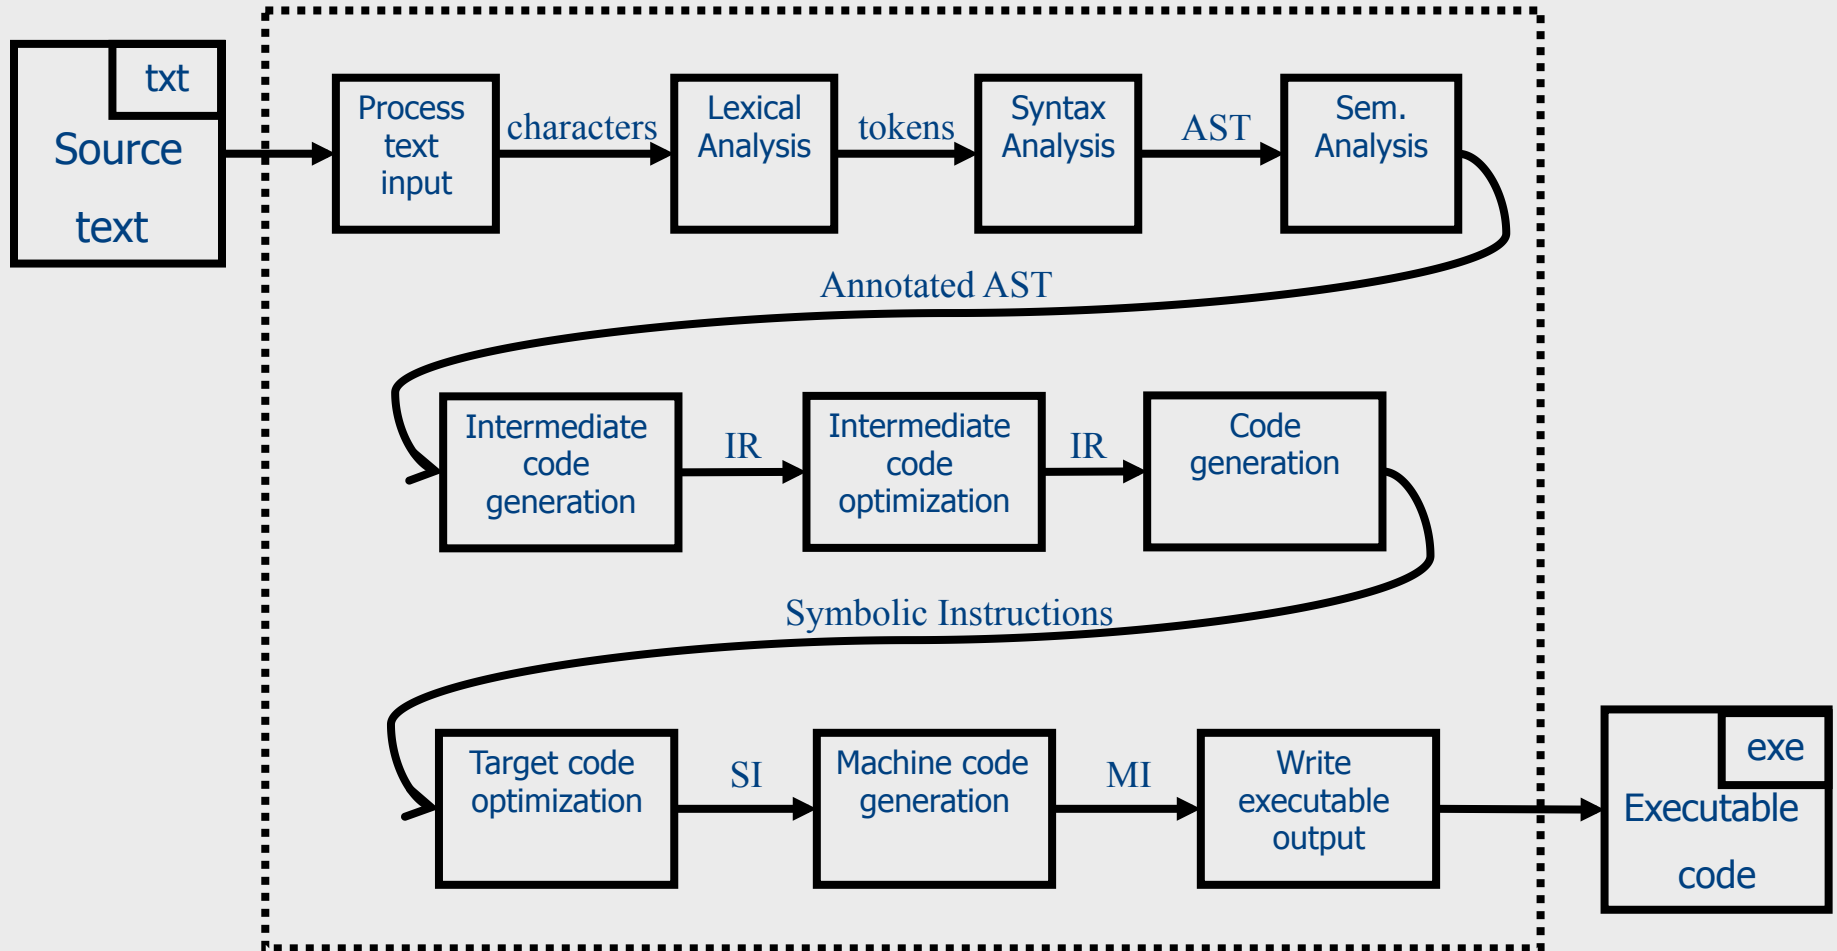 txt
Source
text
Process
text
input
characters
Lexical
Analysis
tokens
Syntax
Analysis
AST
Sem.
Analysis
Annotated AST
Intermediate
code
generation
IR
Intermediate
code
optimization
IR
Code
generation
Symbolic Instructions
Target code
optimization
SI
Machine code
generation
MI
Write
executable
output
exe
Executable
code